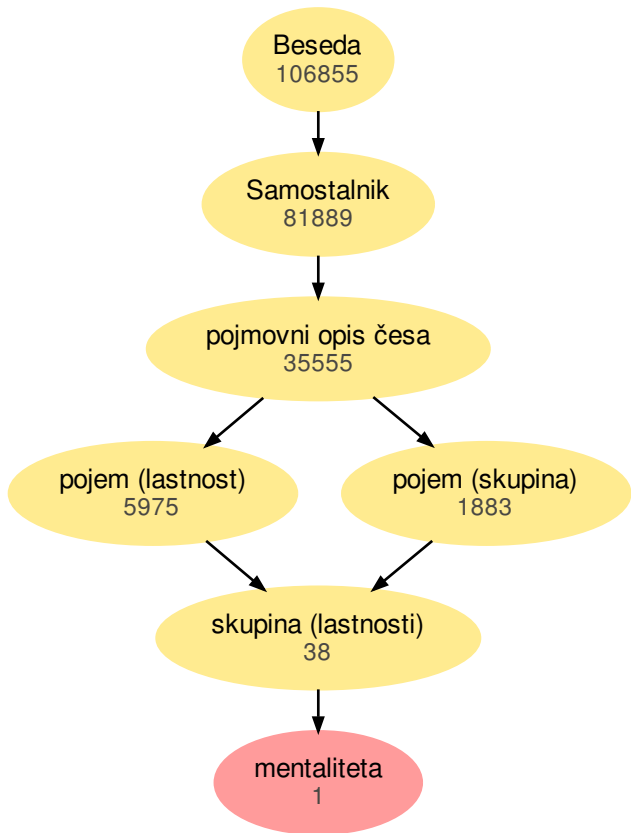 Beseda
106855
Samostalnik
81889
pojmovni opis česa
35555
pojem (lastnost)
5975
pojem (skupina)
1883
skupina (lastnosti)
38
mentaliteta
1